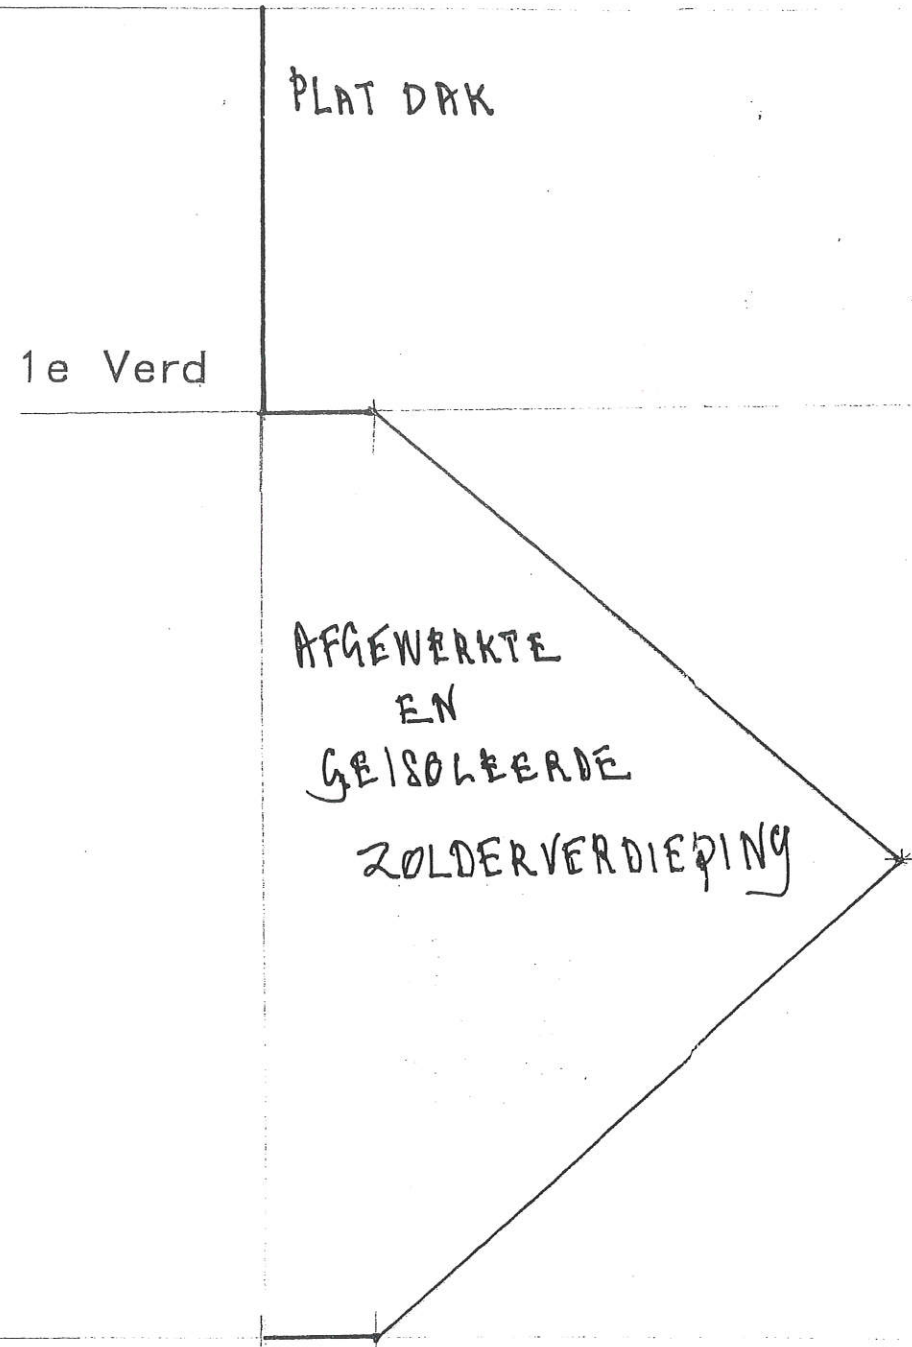 PLAT DAK
1e Verd
AFGEWERKTE
EN
GEISOLEERDE
ZOLDERVERDIEPING